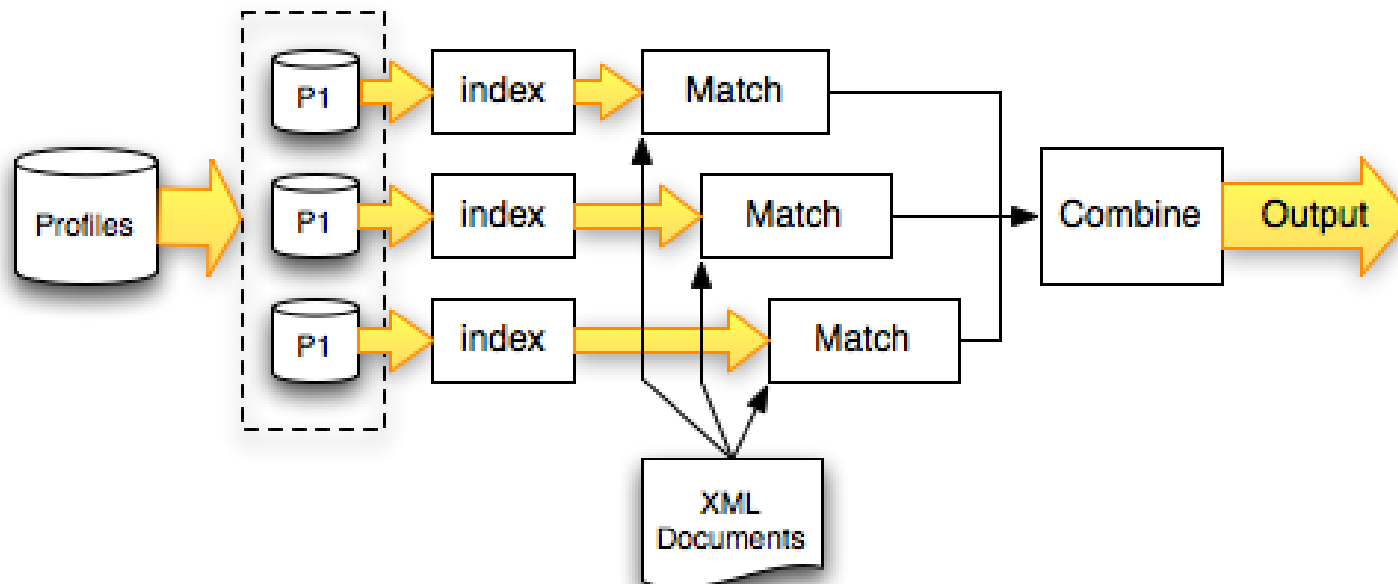 P1
index
Match
Profiles
P1
index
Match
Combine
Output
P1
index
Match
XML
Documents